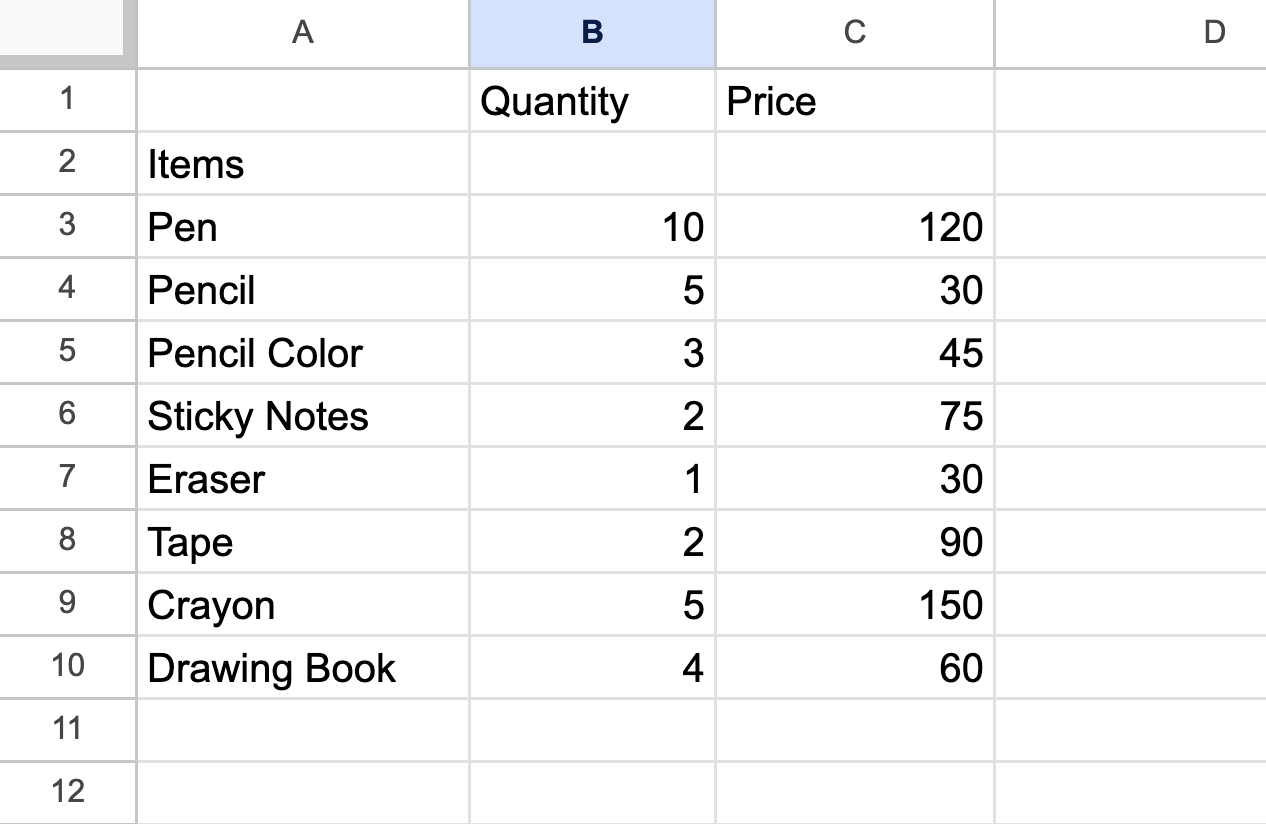 A B C D
1 Quantity Price
2 Items
3 Pen 10 120
4 Pencil 5 30
5 Pencil Color 3 45
6 Sticky Notes 2 75
7 Eraser 1 30
8 Tape 2 90
9 Crayon 5 150
10 Drawing Book 4 60
11
12